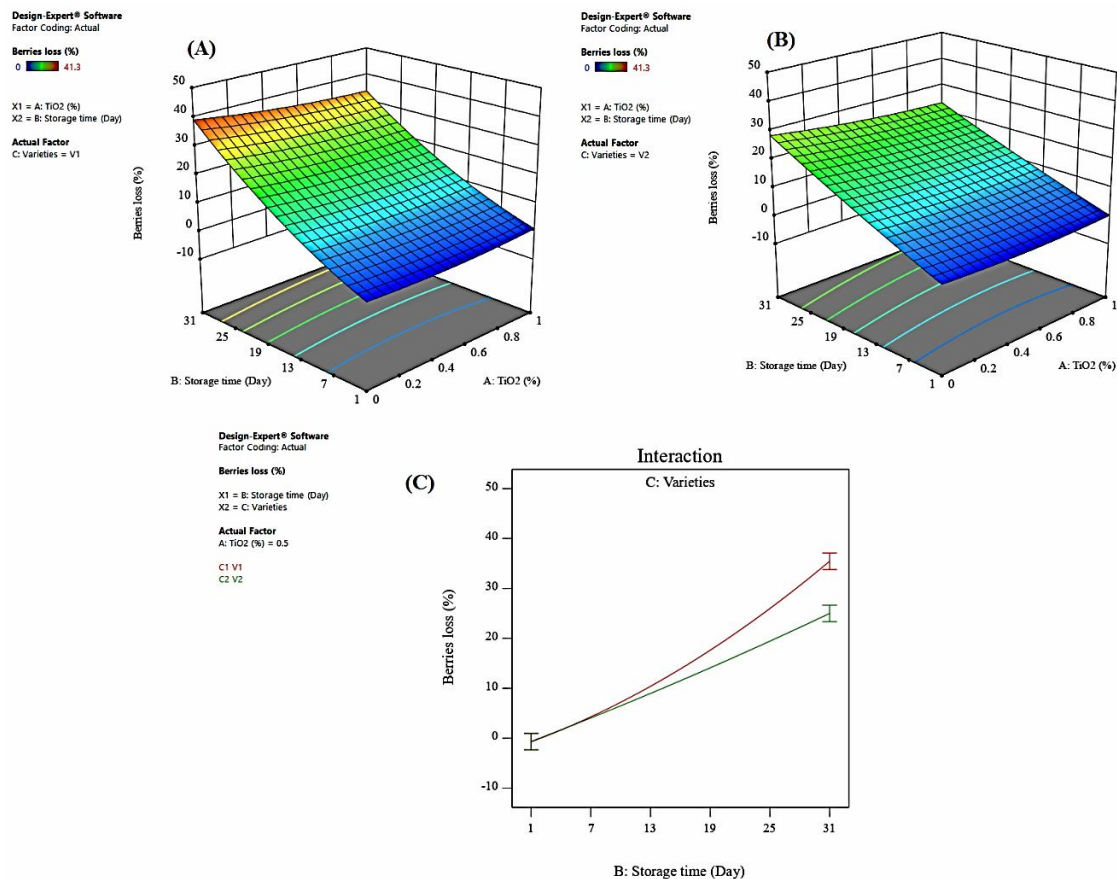 Design-Expert® Software
Factor Coding: Actual
Berries loss (%)
0 41.3
X1 = A: TiO2 (%)
X2 = B: Storage time (Day)
Actual Factor
C: Varieties = V1
(A)
50
40
30
20
10
0
-10
Berries loss (%)
31
25
19
13
7
1
B: Storage time (Day)
0
0.2
0.4
0.6
0.8
1
A: TiO2 (%)
Design-Expert® Software
Factor Coding: Actual
Berries loss (%)
0 41.3
X1 = A: TiO2 (%)
X2 = B: Storage time (Day)
Actual Factor
C: Varieties = V2
(B)
50
40
30
20
10
0
-10
Berries loss (%)
31
25
19
13
7
1
B: Storage time (Day)
0
0.2
0.4
0.6
0.8
1
A: TiO2 (%)
Design-Expert® Software
Factor Coding: Actual
Berries loss (%)
X1 = B: Storage time (Day)
X2 = C: Varieties
Actual Factor
A: TiO2 (%) = 0.5
C1 V1
C2 V2
(C)
Interaction
C: Varieties
50
40
30
20
10
0
-10
Berries loss (%)
1 7 13 19 25 31
B: Storage time (Day)